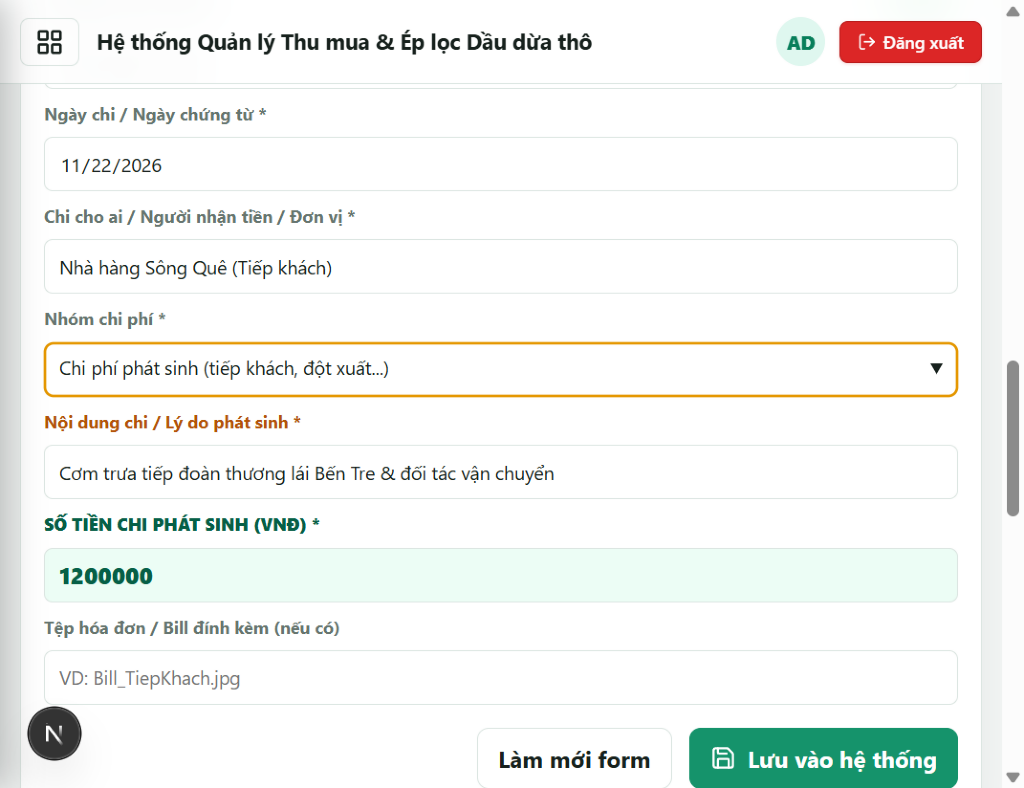 Hệ thống Quản lý Thu mua & Ép lọc Dầu dừa thô
AD
Đăng xuất
Ngày chi / Ngày chứng từ *
11/22/2026
Chi cho ai / Người nhận tiền / Đơn vị *
Nhà hàng Sông Quê (Tiếp khách)
Nhóm chi phí *
Chi phí phát sinh (tiếp khách, đột xuất...)
Nội dung chi / Lý do phát sinh *
Cơm trưa tiếp đoàn thương lái Bến Tre & đối tác vận chuyển
SỐ TIỀN CHI PHÁT SINH (VNĐ) *
1200000
Tệp hóa đơn / Bill đính kèm (nếu có)
VD: Bill_TiepKhach.jpg
N
Làm mới form
Lưu vào hệ thống